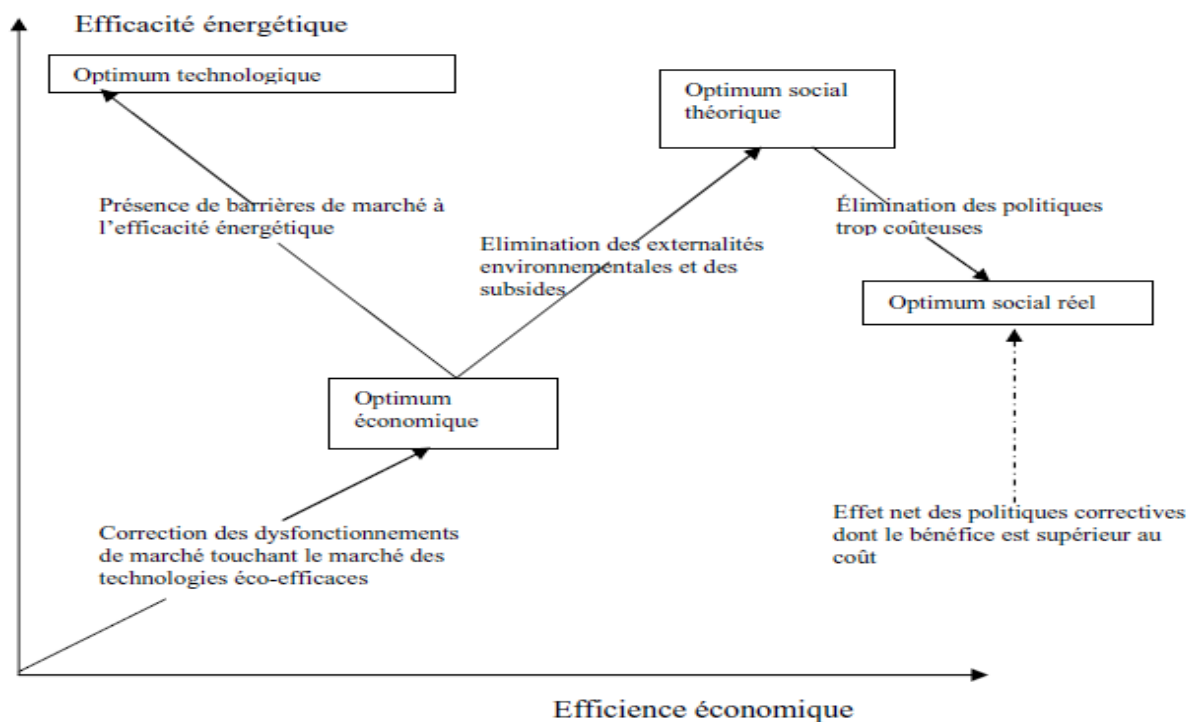 Efficacité énergétique
Optimum technologique
Optimum social
théorique
Présence de barrières de marché à
l'efficacité énergétique
Élimination des politiques
trop coûteuses
Elimination des externalités
environnementales et des
subsides
Optimum social réel
Optimum
économique
Correction des dysfonctionnements
de marché touchant le marché des
technologies éco-efficaces
Effet net des politiques correctives
dont le bénéfice est supérieur au
coût
Efficience économique